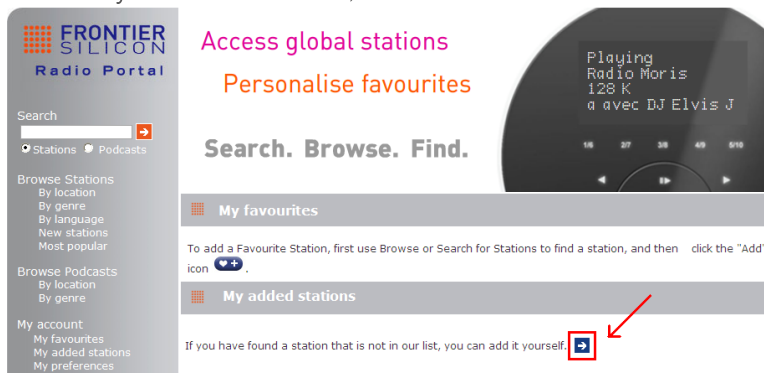 FRONTIER
SILICON
Radio Portal
Search
Stations Podcasts
Browse Stations
By location
By genre
By language
New stations
Most popular
Browse Podcasts
By location
By genre
My account
My favourites
My added stations
My preferences
Access global stations
Personalise favourites
Search. Browse. Find.
Playing
Radio Moris
128 K
a avec DJ Elvis J
1/6 2/7 3/8 4/9 5/10
My favourites
To add a Favourite Station, first use Browse or Search for Stations to find a station, and then click the "Add"
icon
My added stations
If you have found a station that is not in our list, you can add it yourself.